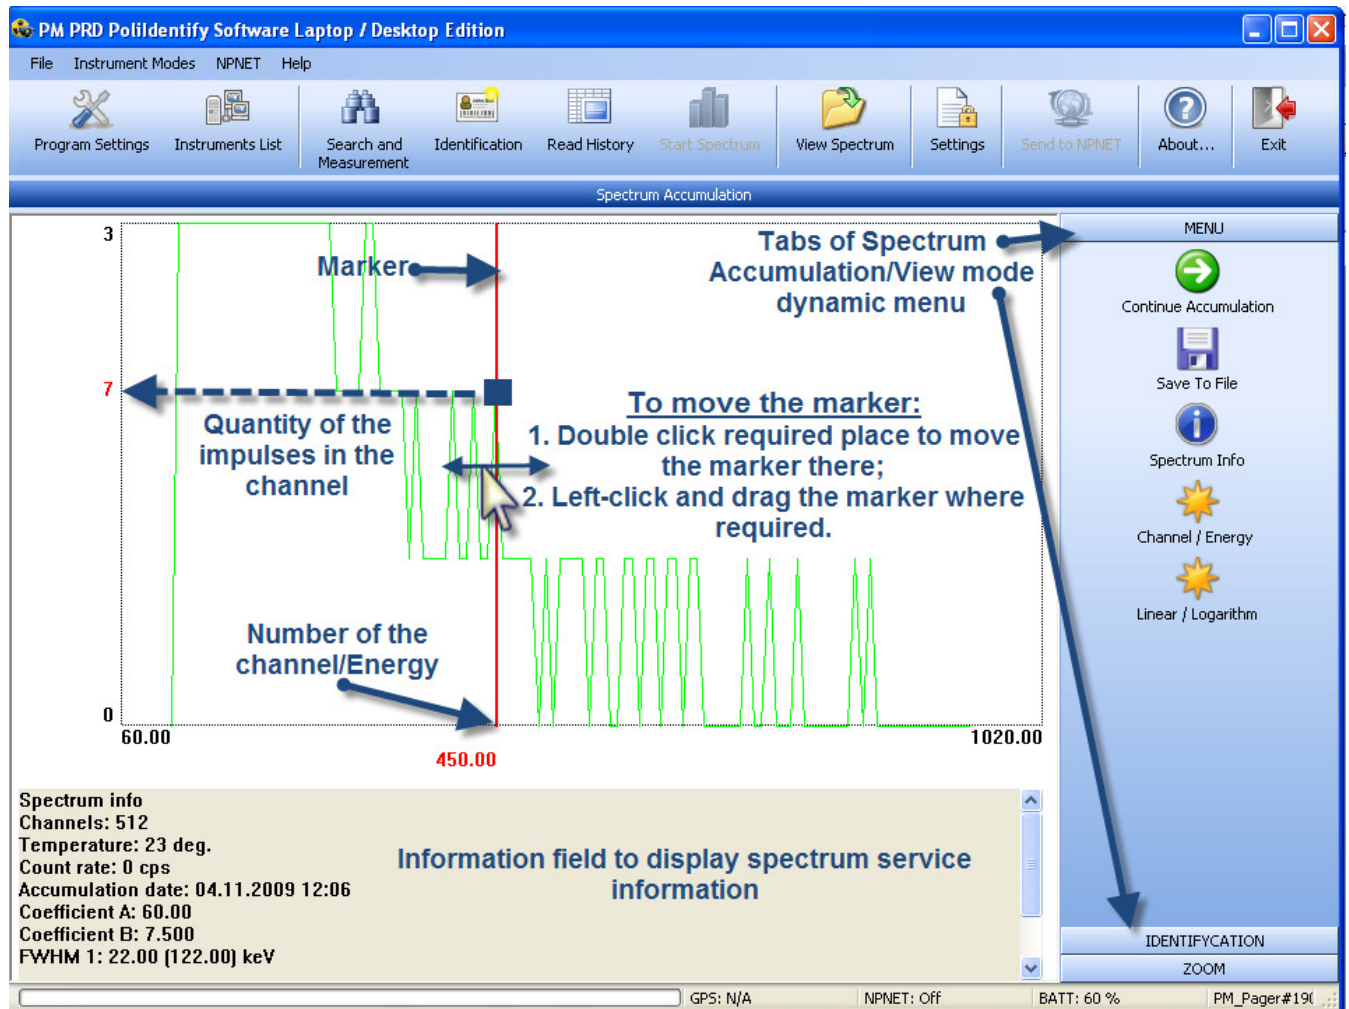 PM PRD PoliIdentify Software Laptop / Desktop Edition
File Instrument Modes NPNET Help
Program Settings
Instruments List
Search and
Measurement
Identification
Read History
Start Spectrum
View Spectrum
Settings
Send to NPNET
About...
Exit
Spectrum Accumulation
3
Marker
7
Quantity of the
impulses in the
channel
Tabs of Spectrum
Accumulation/View mode
dynamic menu
To move the marker:
1. Double click required place to move
the marker there;
2. Left-click and drag the marker where
required.
Number of the
channel/Energy
0
60.00
1020.00
450.00
MENU
Continue Accumulation
Save To File
Spectrum Info
Channel / Energy
Linear / Logarithm
IDENTIFYCATION
ZOOM
Spectrum info
Channels: 512
Temperature: 23 deg.
Count rate: 0 cps
Accumulation date: 04.11.2009 12:06
Coefficient A: 60.00
Coefficient B: 7.500
FWHM 1: 22.00 (122.00) keV
Information field to display spectrum service
information
GPS: N/A
NPNET: Off
BATT: 60 %
PM_Pager#190